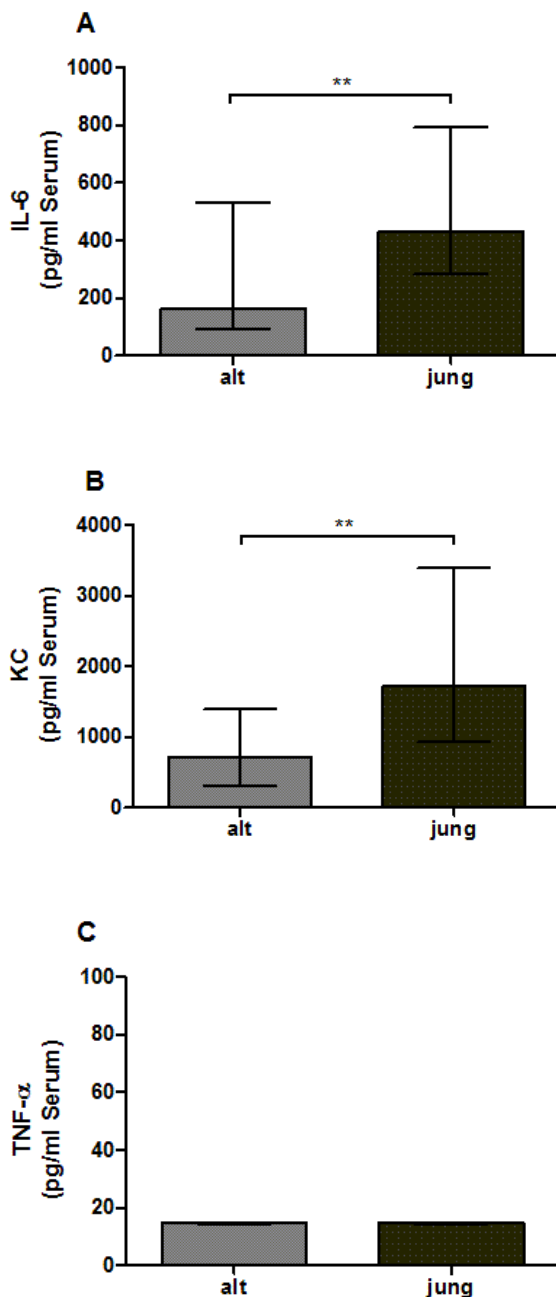 A
1000
800
600
400
200
0
IL-6
(pg/ml Serum)
**
alt
jung
B
4000
3000
2000
1000
0
KC
(pg/ml Serum)
**
alt
jung
C
100
80
60
40
20
0
TNF-α
(pg/ml Serum)
alt
jung